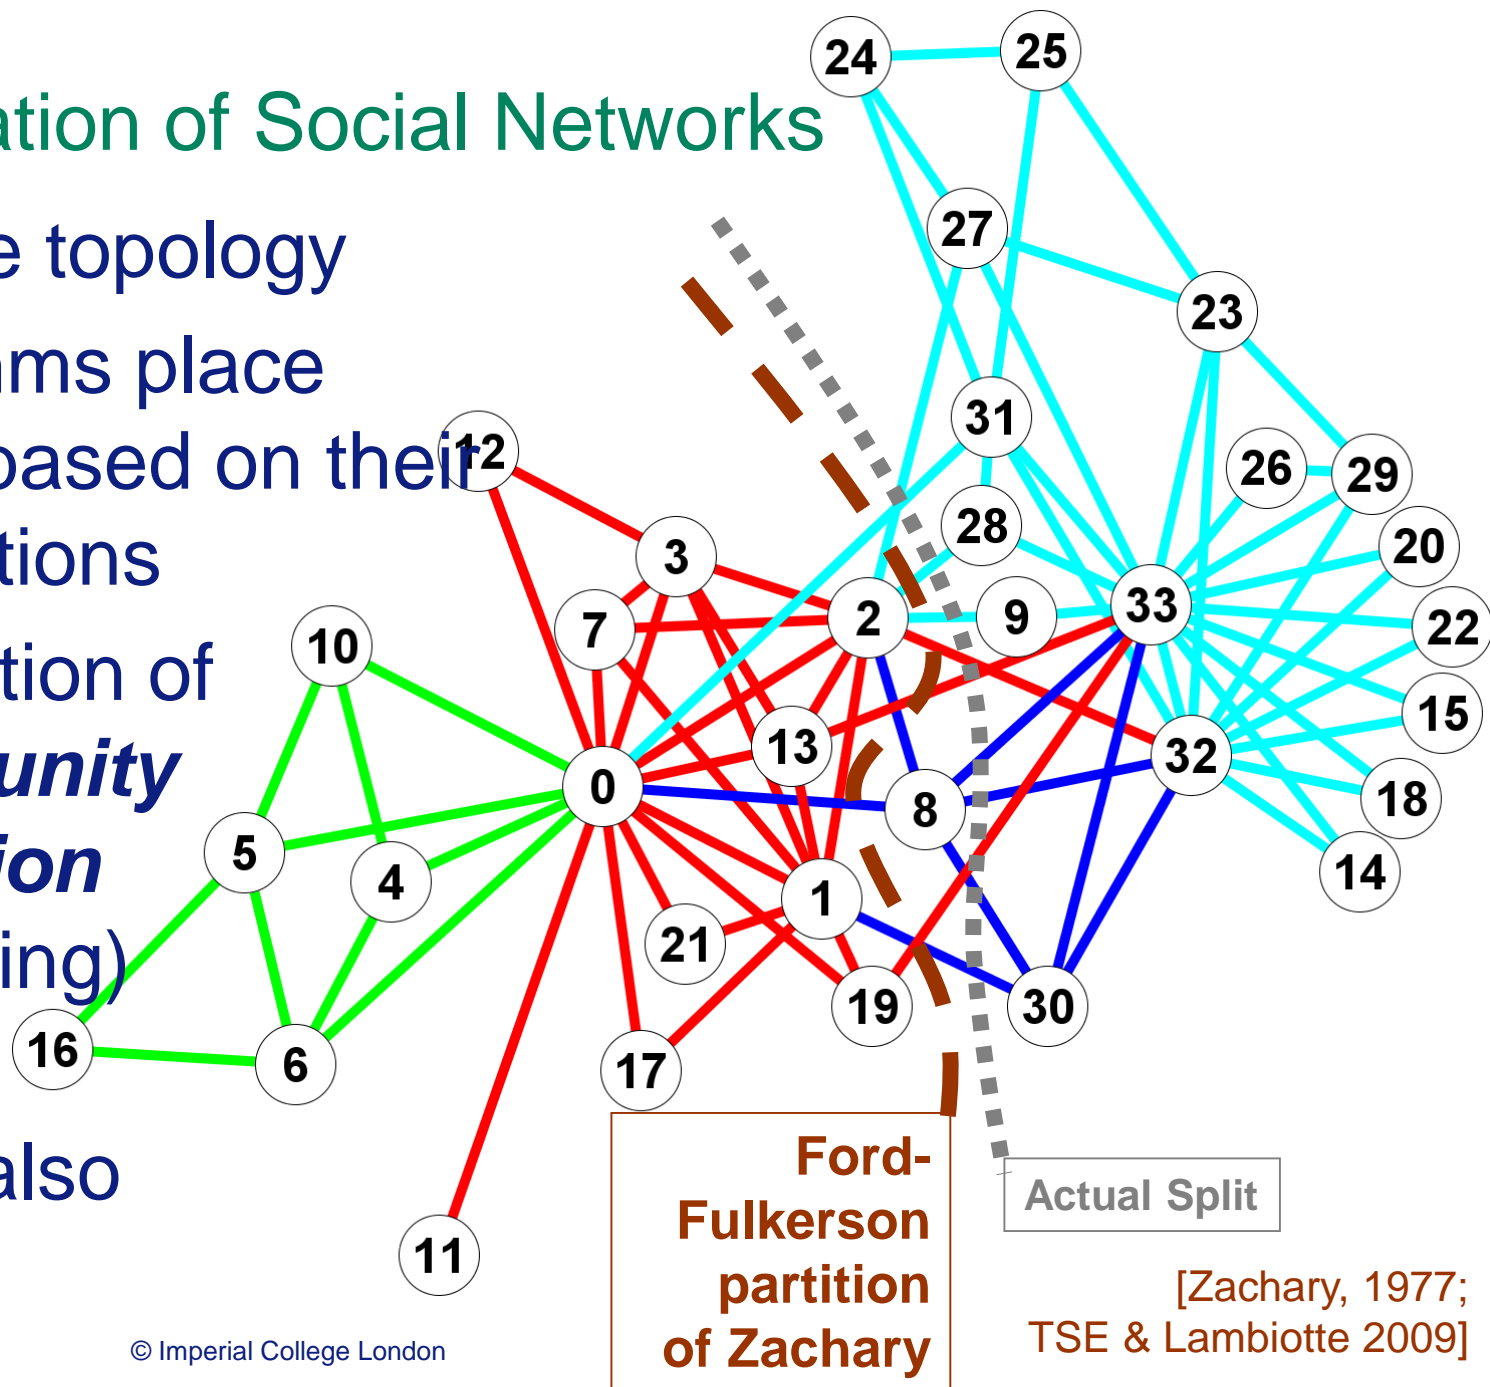 ation of Social Networks
e topology
ms place
based on their
tions
tion of
unity
ion
ing)
also
24
25
27
23
31
12
26
29
28
20
3
7
2
9
33
22
10
15
13
32
0
18
8
5
4
14
1
21
19
30
16
6
17
11
Ford-
Fulkerson
partition
of Zachary
Actual Split
[Zachary, 1977;
TSE & Lambiotte 2009]
© Imperial College London